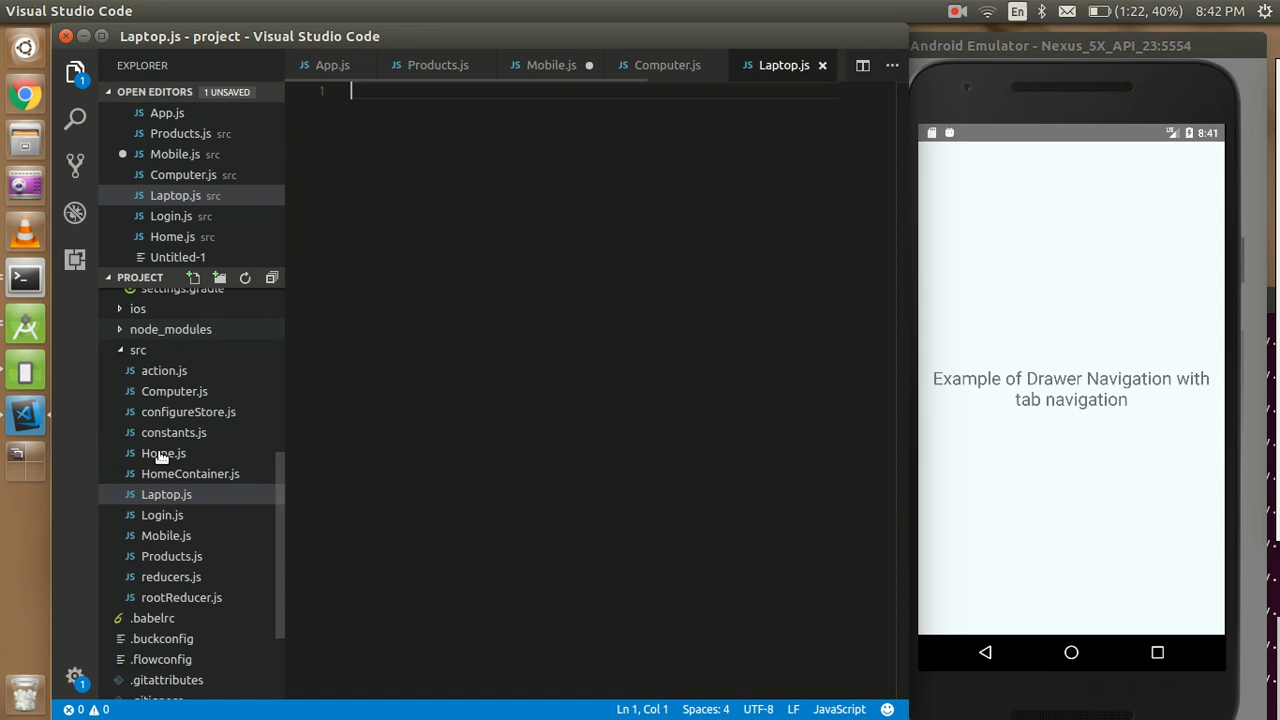 Visual Studio Code
En
(1:22, 40%)
8:42 PM
Laptop.js - project - Visual Studio Code
Android Emulator - Nexus_5X_API_23:5554
EXPLORER
App.js
Products.js
Mobile.js
Computer.js
Laptop.js
1
OPEN EDITORS
1 UNSAVED
1
App.js
Products.js src
Mobile.js src
Computer.js src
Laptop.js src
Login.js src
Home.js src
Untitled-1
PROJECT
settings.gradle
ios
node_modules
src
action.js
Computer.js
configureStore.js
constants.js
Home.js
HomeContainer.js
Laptop.js
Login.js
Mobile.js
Products.js
reducers.js
rootReducer.js
.babelrc
.buckconfig
.flowconfig
.gitattributes
8:41
Example of Drawer Navigation with
tab navigation
1
0
0
Ln 1, Col 1
Spaces: 4
UTF-8
LF
JavaScript